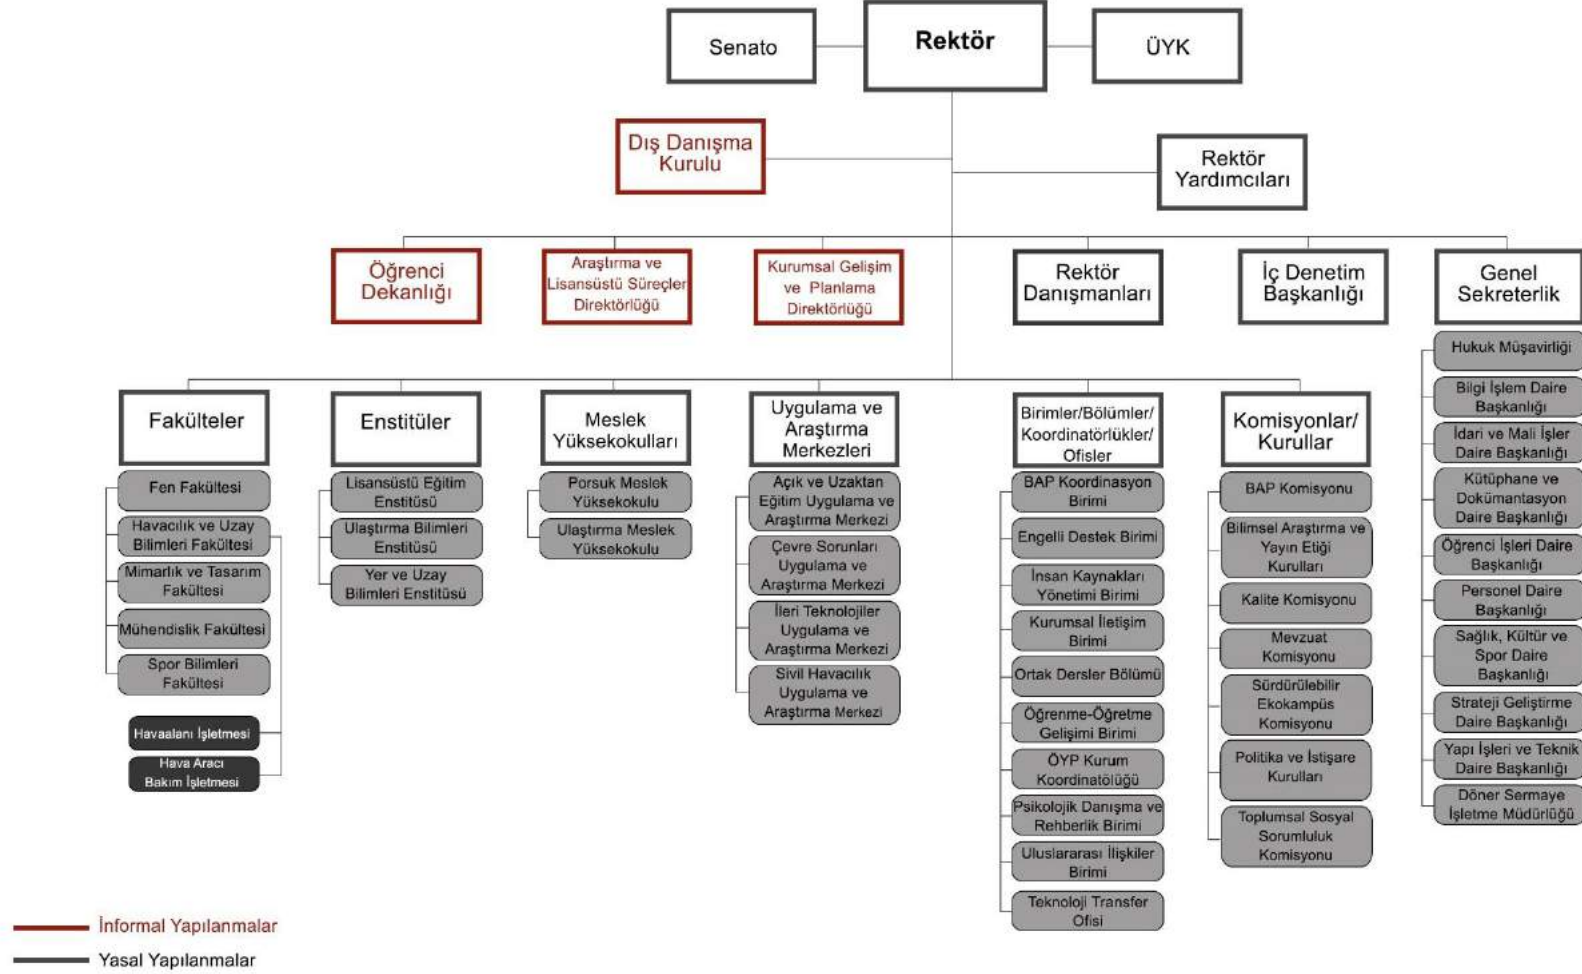 Senato
Rektör
ÜYK
Dış Danışma
Kurulu
Rektör
Yardımcıları
Öğrenci
Dekanlığı
Araştırma ve
Lisansüstü Süreçler
Direktörlüğü
Kurumsal Gelişim
ve Planlama
Direktörlüğü
Rektör
Danışmanları
İç Denetim
Başkanlığı
Genel
Sekreterlik
Hukuk Müşavirliği
Bilgi İşlem Daire
Başkanlığı
İdari ve Mali İşler
Daire Başkanlığı
Kütüphane ve
Dokümantasyon
Daire Başkanlığı
Öğrenci İşleri Daire
Başkanlığı
Personel Daire
Başkanlığı
Sağlık, Kültür ve
Spor Daire
Başkanlığı
Strateji Geliştirme
Daire Başkanlığı
Yapı İşleri ve Teknik
Daire Başkanlığı
Döner Sermaye
İşletme Müdürlüğü
Fakülteler
Fen Fakültesi
Havacılık ve Uzay
Bilimleri Fakültesi
Mimarlık ve Tasarım
Fakültesi
Mühendislik Fakültesi
Spor Bilimleri
Fakültesi
Havaalanı İşletmesi
Hava Aracı
Bakım İşletmesi
Enstitüler
Lisansüstü Eğitim
Enstitüsü
Ulaştırma Bilimleri
Enstitüsü
Yer ve Uzay
Bilimleri Enstitüsü
Meslek
Yüksekokulları
Porsuk Meslek
Yüksekokulu
Ulaştırma Meslek
Yüksekokulu
Uygulama ve
Araştırma
Merkezleri
Açık ve Uzaktan
Eğitim Uygulama ve
Araştırma Merkezi
Çevre Sorunları
Uygulama ve
Araştırma Merkezi
İleri Teknolojiler
Uygulama ve
Araştırma Merkezi
Sivil Havacılık
Uygulama ve
Araştırma Merkezi
Birimler/Bölümler/
Koordinatörlükler/
Ofisler
BAP Koordinasyon
Birimi
Engelli Destek Birimi
İnsan Kaynakları
Yönetimi Birimi
Kurumsal İletişim
Birimi
Ortak Dersler Bölümü
Öğrenme-Öğretme
Gelişimi Birimi
ÖYP Kurum
Koordinatölüğü
Psikolojik Danışma ve
Rehberlik Birimi
Uluslararası İlişkiler
Birimi
Teknoloji Transfer
Ofisi
Komisyonlar/
Kurullar
BAP Komisyonu
Bilimsel Araştırma ve
Yayın Etiği
Kurulları
Kalite Komisyonu
Mevzuat
Komisyonu
Sürdürülebilir
Ekokampüs
Komisyonu
Politika ve İstişare
Kurulları
Toplumsal Sosyal
Sorumluluk
Komisyonu
İnformal Yapılanmalar
Yasal Yapılanmalar